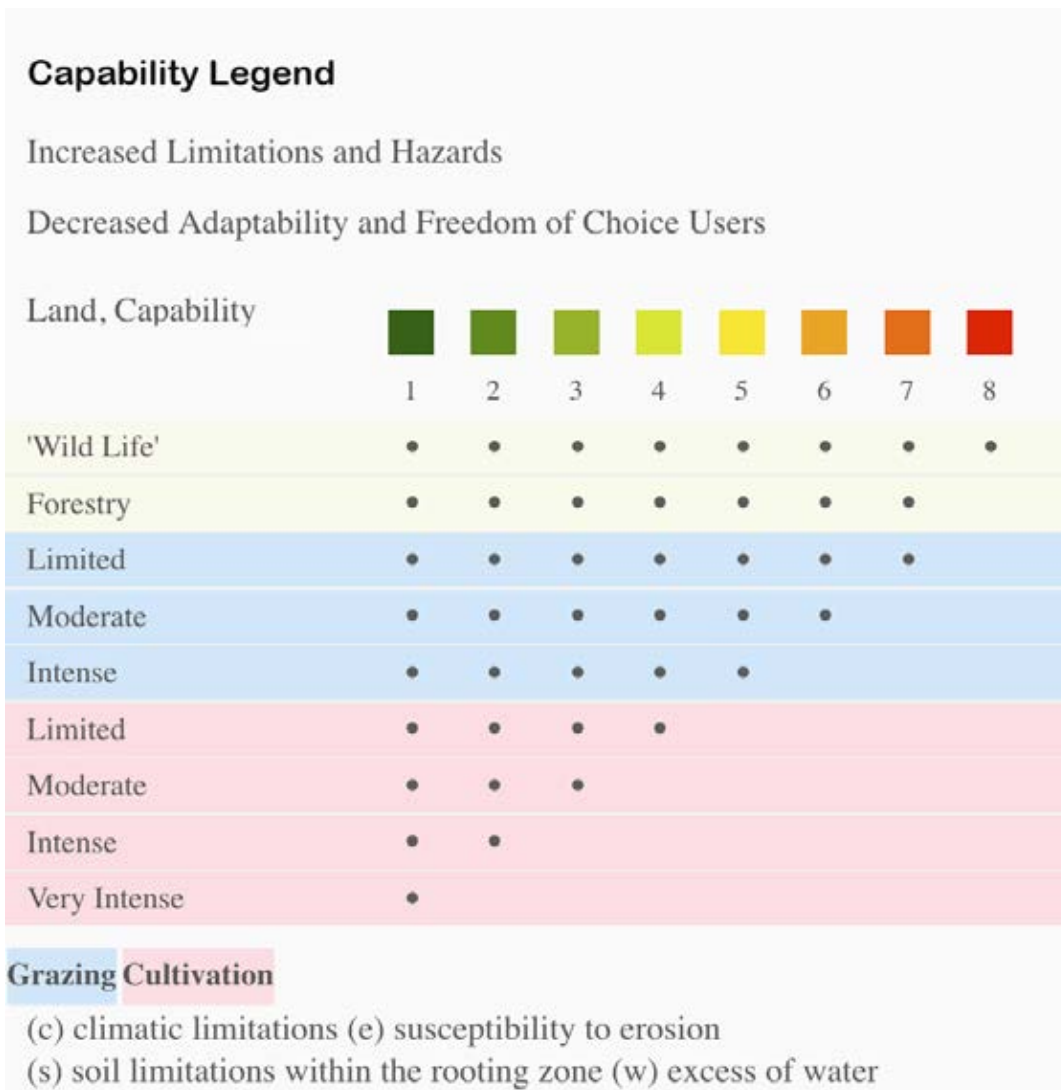 Capability Legend
Increased Limitations and Hazards
Decreased Adaptability and Freedom of Choice Users
Land, Capability
1 2 3 4 5 6 7 8
'Wild Life'
Forestry
Limited
Moderate
Intense
Limited
Moderate
Intense
Very Intense
Grazing Cultivation
(c) climatic limitations (e) susceptibility to erosion
(s) soil limitations within the rooting zone (w) excess of water